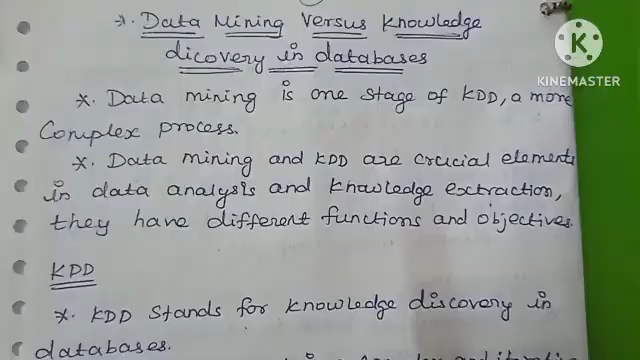 *. Data Mining Versus Knowledge
dicovery in databases
*. Data mining is one stage of KDD, a more
Complex process.
*. Data mining and KDD are crucial elements
in data analysis and knowledge extraction,
they have different functions and objectives.
KDD
*. KDD stands for knowledge discovery in
databases.
KINEMASTER